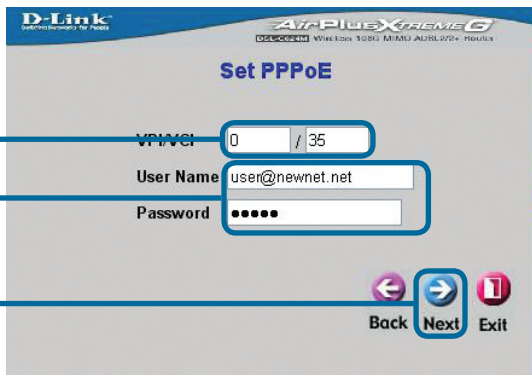 D-Link
Building Networks for People
AirPlus Xtreme G
DSL-G624M Wireless 108G MIMO ADSL2/2+ Router
Set PPPoE
VPI/VCI 0 / 35
User Name user@newnet.net
Password ●●●●●
Back Next Exit